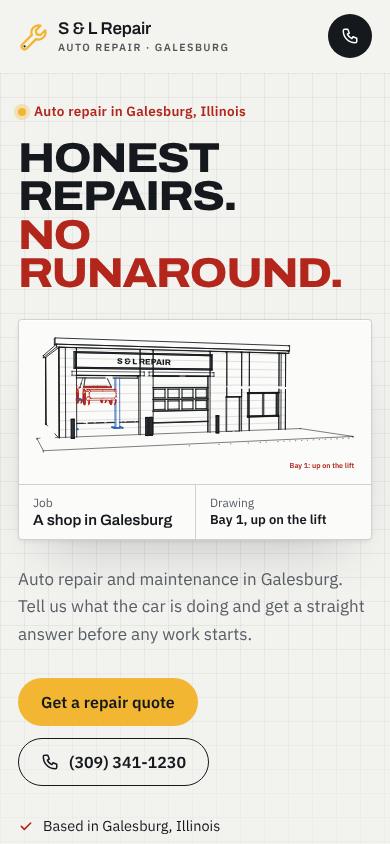 S & L Repair
AUTO REPAIR · GALESBURG
Auto repair in Galesburg, Illinois
HONEST
REPAIRS.
NO
RUNAROUND.
S & L REPAIR
Bay 1: up on the lift
Job
A shop in Galesburg
Drawing
Bay 1, up on the lift
Auto repair and maintenance in Galesburg.
Tell us what the car is doing and get a straight
answer before any work starts.
Get a repair quote
(309) 341-1230
Based in Galesburg, Illinois